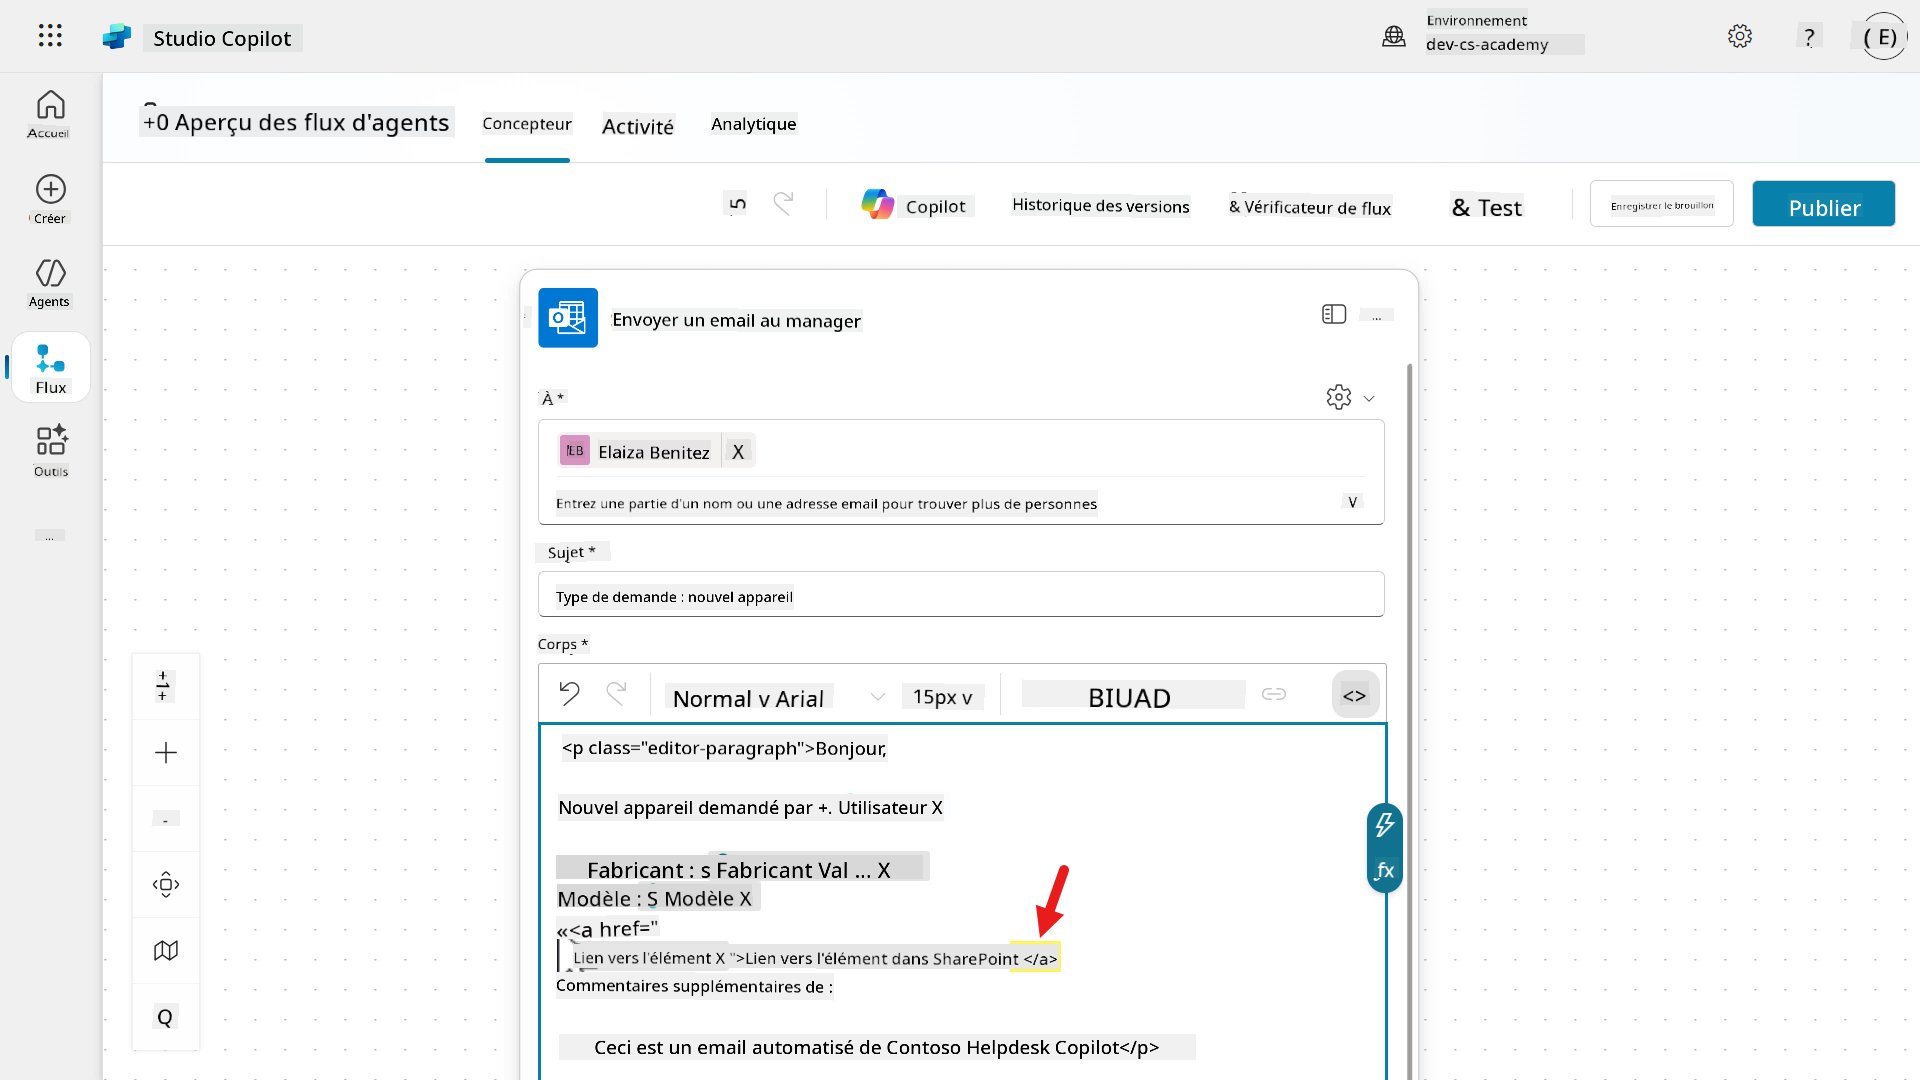 Studio Copilot
Environnement
dev-cs-academy
?
( E)
Accueil
Créer
Agents
Flux
Outils
...
+0 Aperçu des flux d'agents
Concepteur
Activité
Analytique
5
Copilot
Historique des versions
& Vérificateur de flux
& Test
Enregistrer le brouillon
Publier
Envoyer un email au manager
...
À *
EB
Elaiza Benitez
X
Entrez une partie d'un nom ou une adresse email pour trouver plus de personnes
V
Sujet *
Type de demande : nouvel appareil
Corps *
Normal v Arial
15px v
BIUAD
<>
<p class="editor-paragraph">Bonjour,
Nouvel appareil demandé par +. Utilisateur X
Fabricant : s Fabricant Val ... X
Modèle : S Modèle X
«<a href="
Lien vers l'élément X ">Lien vers l'élément dans SharePoint </a>
Commentaires supplémentaires de :
Ceci est un email automatisé de Contoso Helpdesk Copilot</p>
fx
-
Q